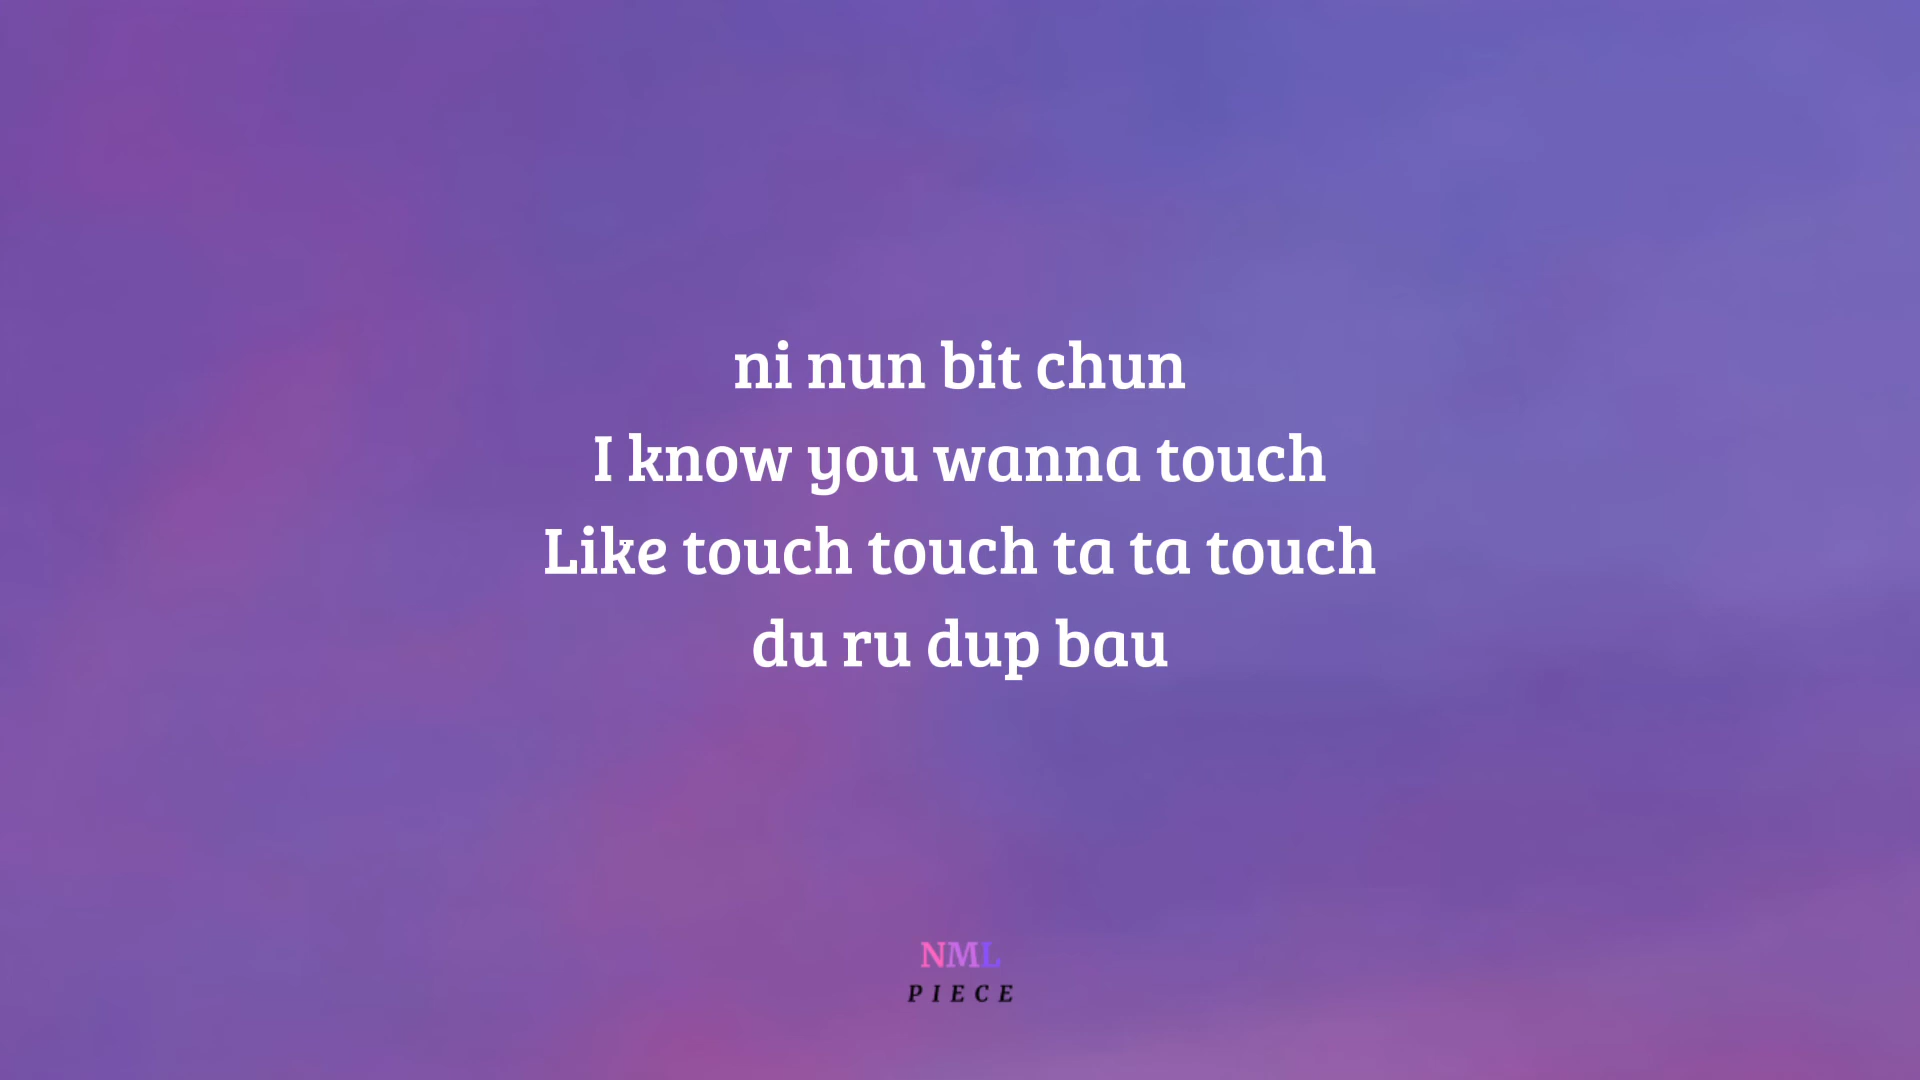 ni nun bit chun
I know you wanna touch
Like touch touch ta ta touch
du ru dup bau
NML
PIECE